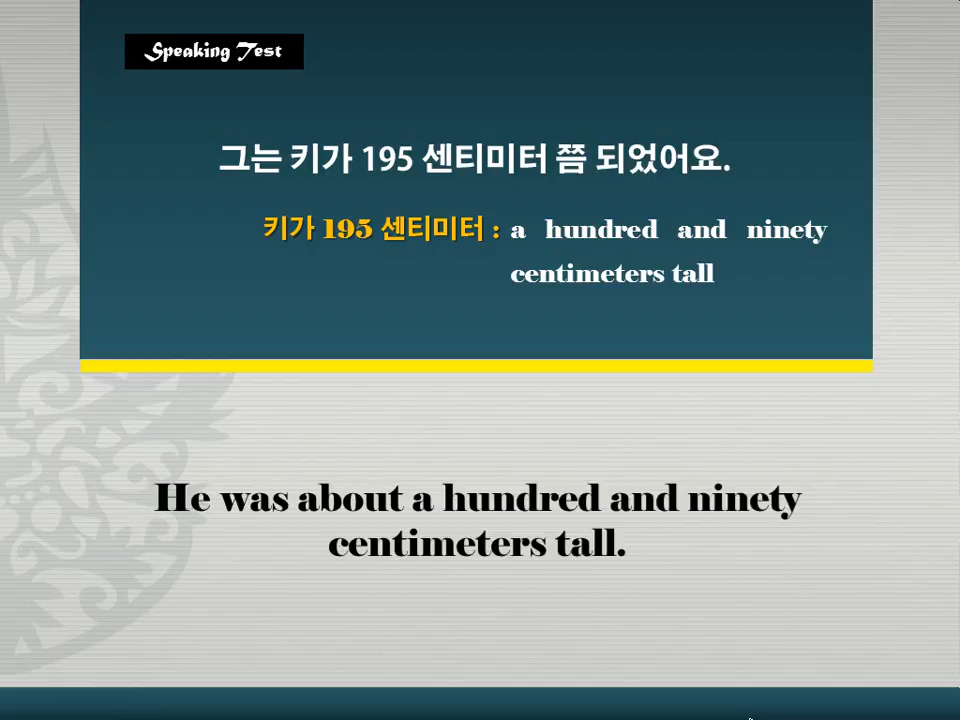 Speaking Test
그는 키가 195 센티미터 쯤 되었어요.
키가 195 센티미터 : a hundred and ninety
centimeters tall
He was about a hundred and ninety
centimeters tall.